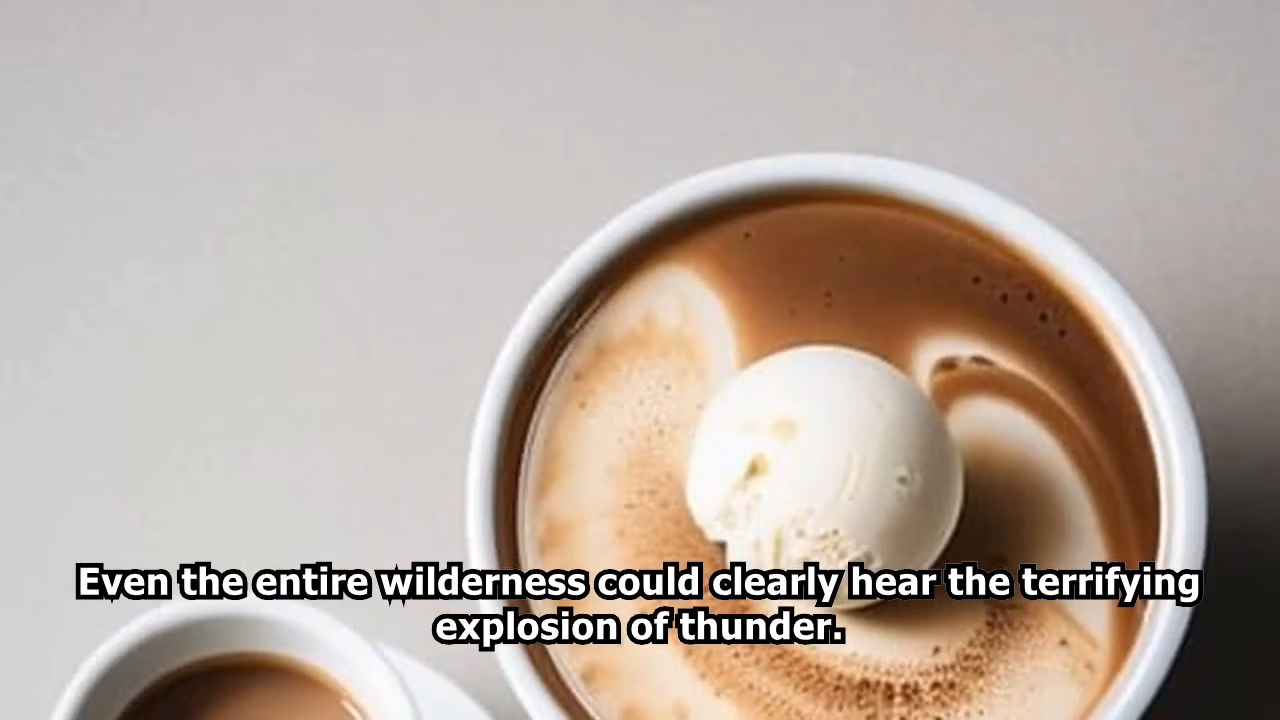 Even the entire wilderness could clearly hear the terrifying
explosion of thunder.